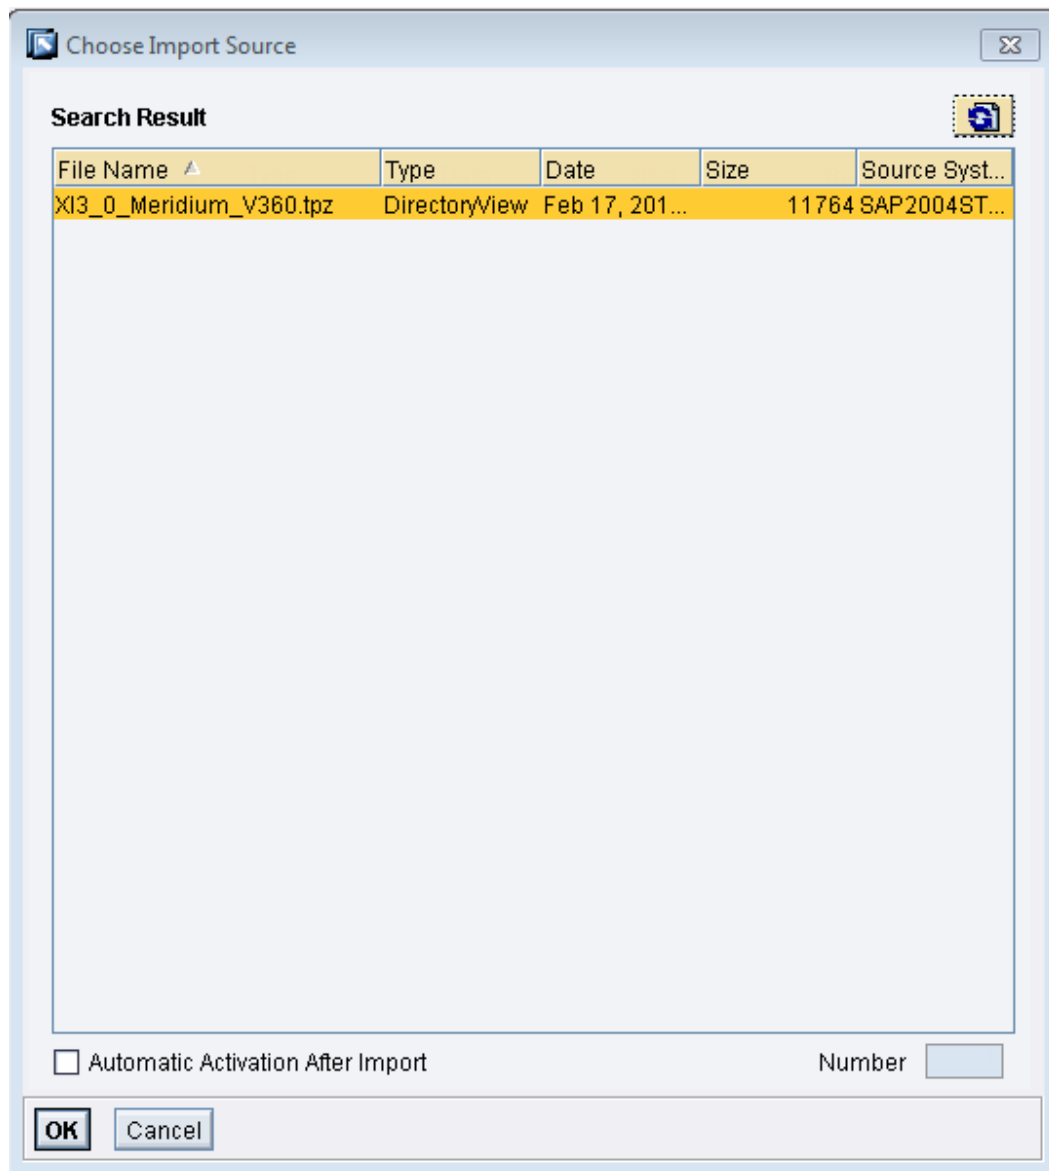 Choose Import Source
Search Result
File Name Type Date Size Source Syst...
XI3_0_Meridium_V360.tpz DirectoryView Feb 17, 201... 11764 SAP2004ST...
Automatic Activation After Import Number
OK Cancel